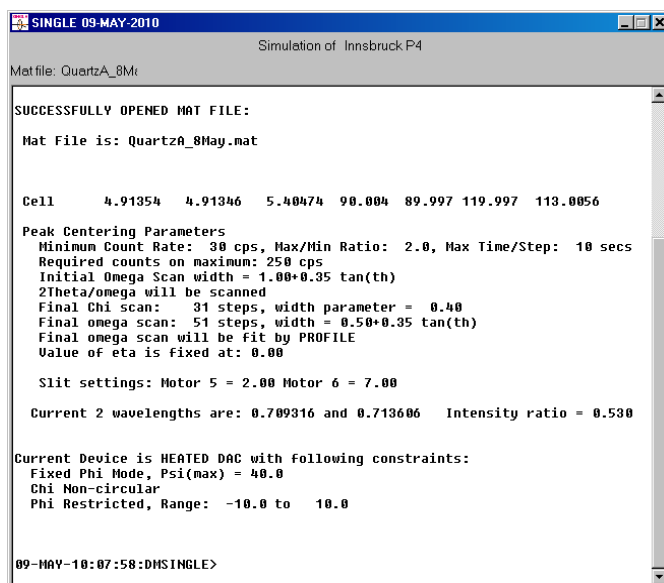 SINGLE 09-MAY-2010
Simulation of Innsbruck P4
Mat file: QuartzA_8Ma
SUCCESSFULLY OPENED MAT FILE:
Mat File is: QuartzA_8May.mat
Cell 4.91354 4.91346 5.40474 90.004 89.997 119.997 113.0056
Peak Centering Parameters
Minimum Count Rate: 30 cps, Max/Min Ratio: 2.0, Max Time/Step: 10 secs
Required counts on maximum: 250 cps
Initial Omega Scan width = 1.00+0.35 tan(th)
2Theta/omega will be scanned
Final Chi scan: 31 steps, width parameter = 0.40
Final omega scan: 51 steps, width = 0.50+0.35 tan(th)
Final omega scan will be fit by PROFILE
Value of eta is fixed at: 0.00
Slit settings: Motor 5 = 2.00 Motor 6 = 7.00
Current 2 wavelengths are: 0.709316 and 0.713606 Intensity ratio = 0.530
Current Device is HEATED DAC with following constraints:
Fixed Phi Mode, Psi(max) = 40.0
Chi Non-circular
Phi Restricted, Range: -10.0 to 10.0
09-MAY-10:07:58:DMSINGLE>